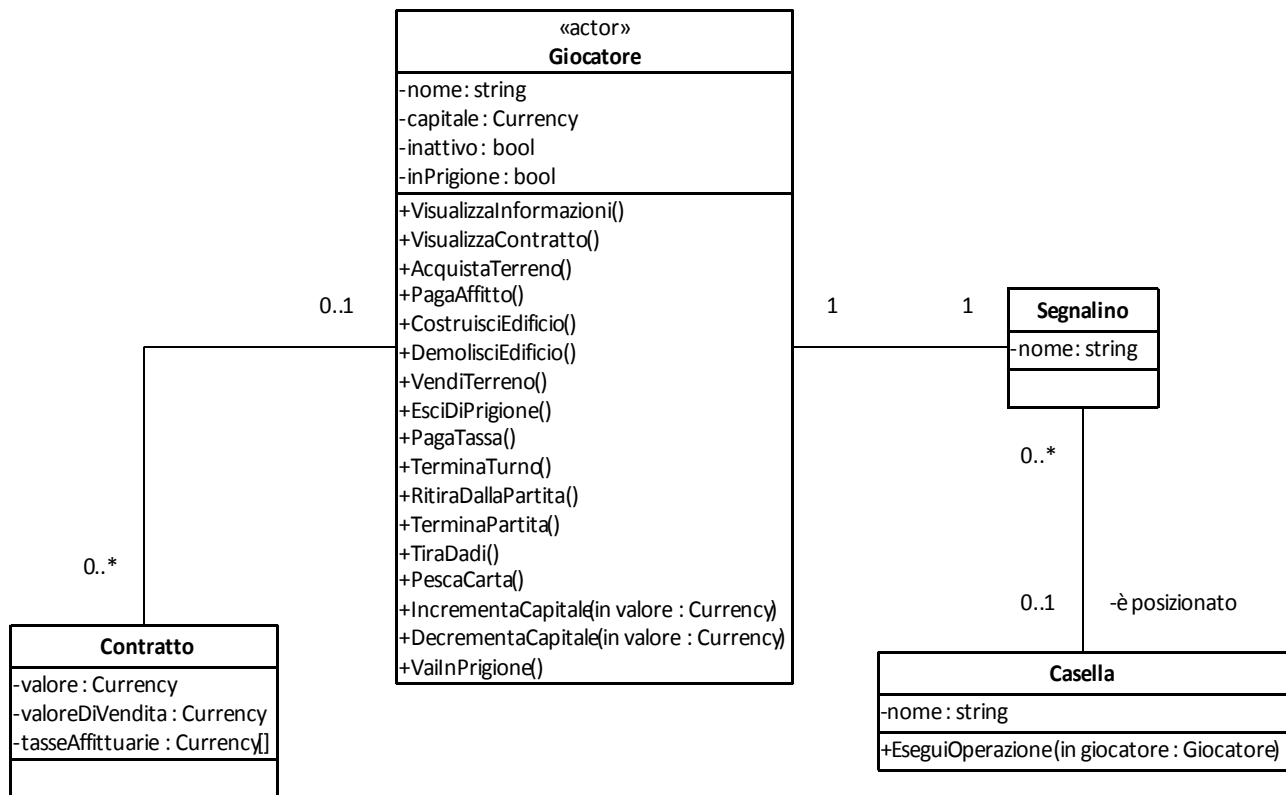 «actor»
Giocatore
-nome : string
-capitale : Currency
-inattivo : bool
-inPrigione : bool
+VisualizzaInformazioni()
+VisualizzaContratto()
+AcquistaTerreno()
+PagaAffitto()
+CostruisciEdificio()
+DemolisciEdificio()
+VendiTerreno()
+EsciDiPrigione()
+PagaTassa()
+TerminaTurno()
+RitiraDallaPartita()
+TerminaPartita()
+TiraDadi()
+PescaCarta()
+IncrementaCapitale(in valore : Currency)
+DecrementaCapitale(in valore : Currency)
+VaiInPrigione()
0..1
0..*
1
1
Segnalino
-nome : string
0..*
0..1
-è posizionato
Contratto
-valore : Currency
-valoreDiVendita : Currency
-tasseAffittuarie : Currency[]
Casella
-nome : string
+EseguiOperazione(in giocatore : Giocatore)